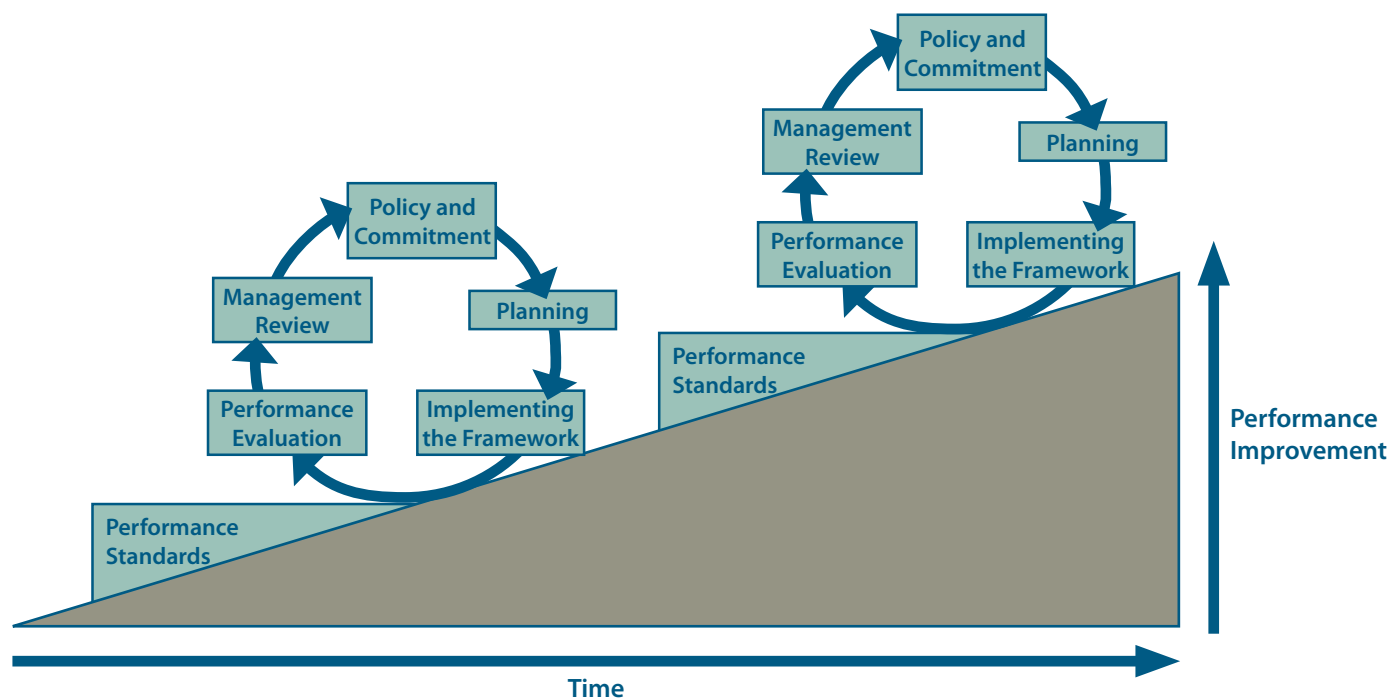 Policy and
Commitment
Management
Review
Planning
Performance
Evaluation
Implementing
the Framework
Performance
Standards
Policy and
Commitment
Management
Review
Planning
Performance
Evaluation
Implementing
the Framework
Performance
Standards
Performance
Improvement
Time